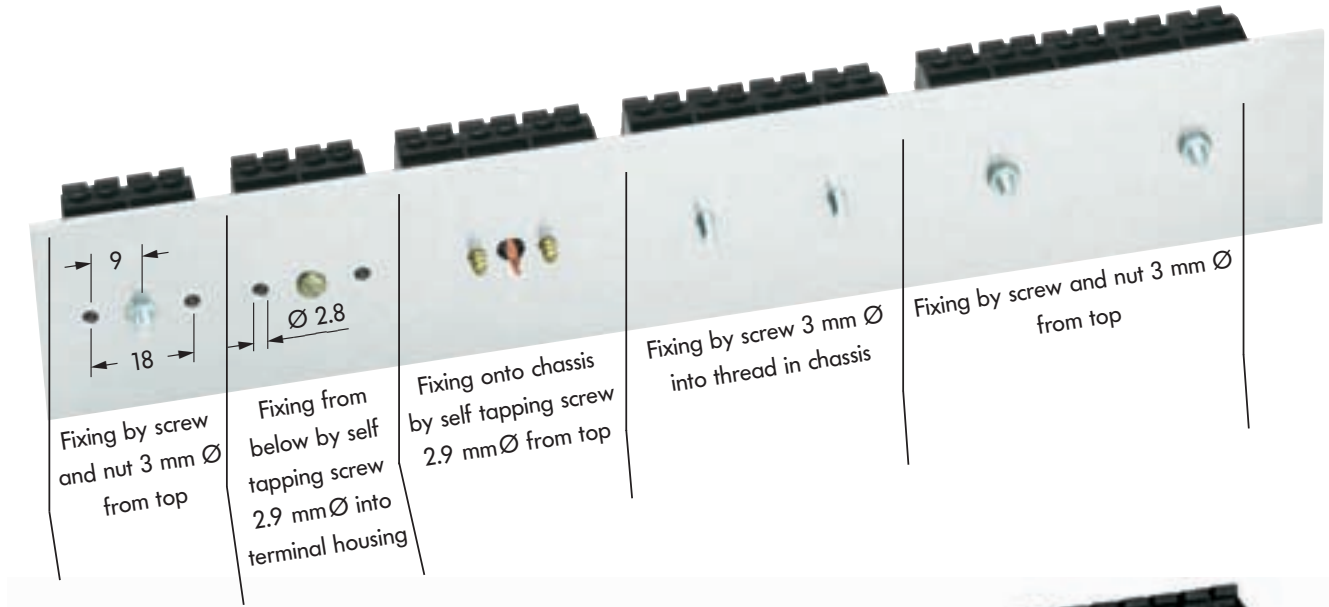 9
18
Ø 2.8
Fixing by screw
and nut 3 mm Ø
from top
Fixing from
below by self
tapping screw
2.9 mmØ into
terminal housing
Fixing onto chassis
by self tapping screw
2.9 mmØ from top
Fixing by screw 3 mm Ø
into thread in chassis
Fixing by screw and nut 3 mm Ø
from top